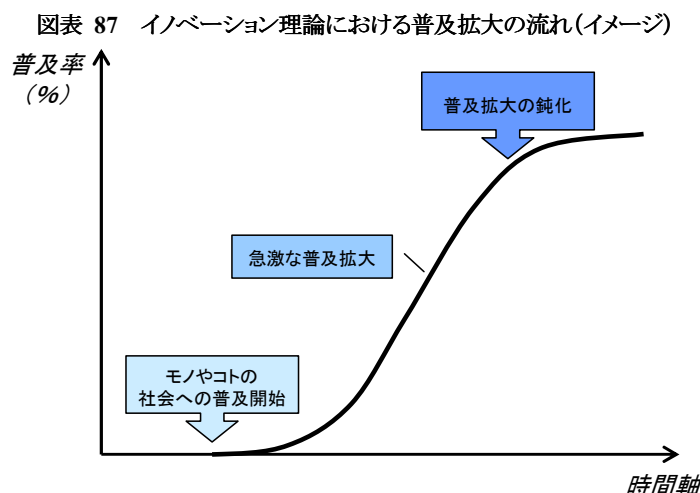 図表 87 イノベーション理論における普及拡大の流れ(イメージ)
普及率
(%)
普及拡大の鈍化
急激な普及拡大
モノやコトの
社会への普及開始
時間軸